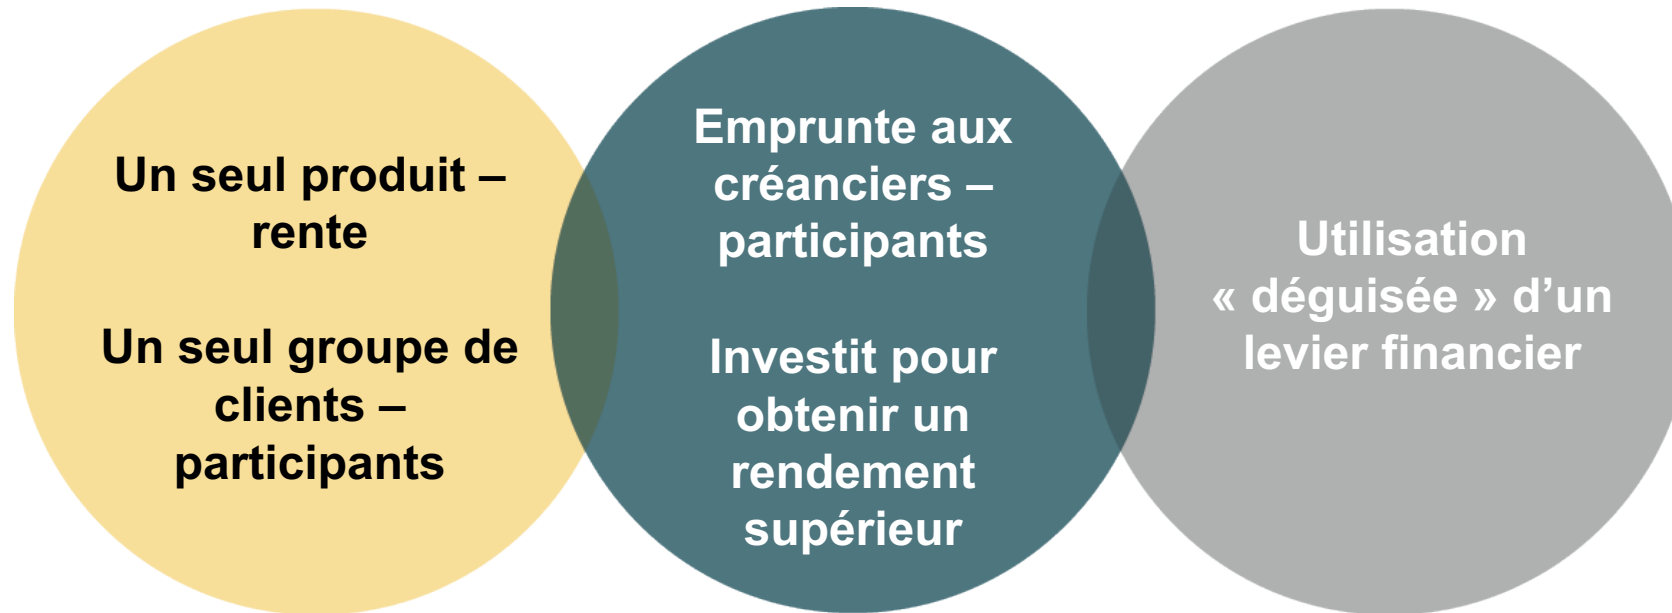 Un seul produit –
rente
Un seul groupe de
clients –
participants
Emprunte aux
créanciers –
participants
Investit pour
obtenir un
rendement
supérieur
Utilisation
« déguisée » d’un
levier financier